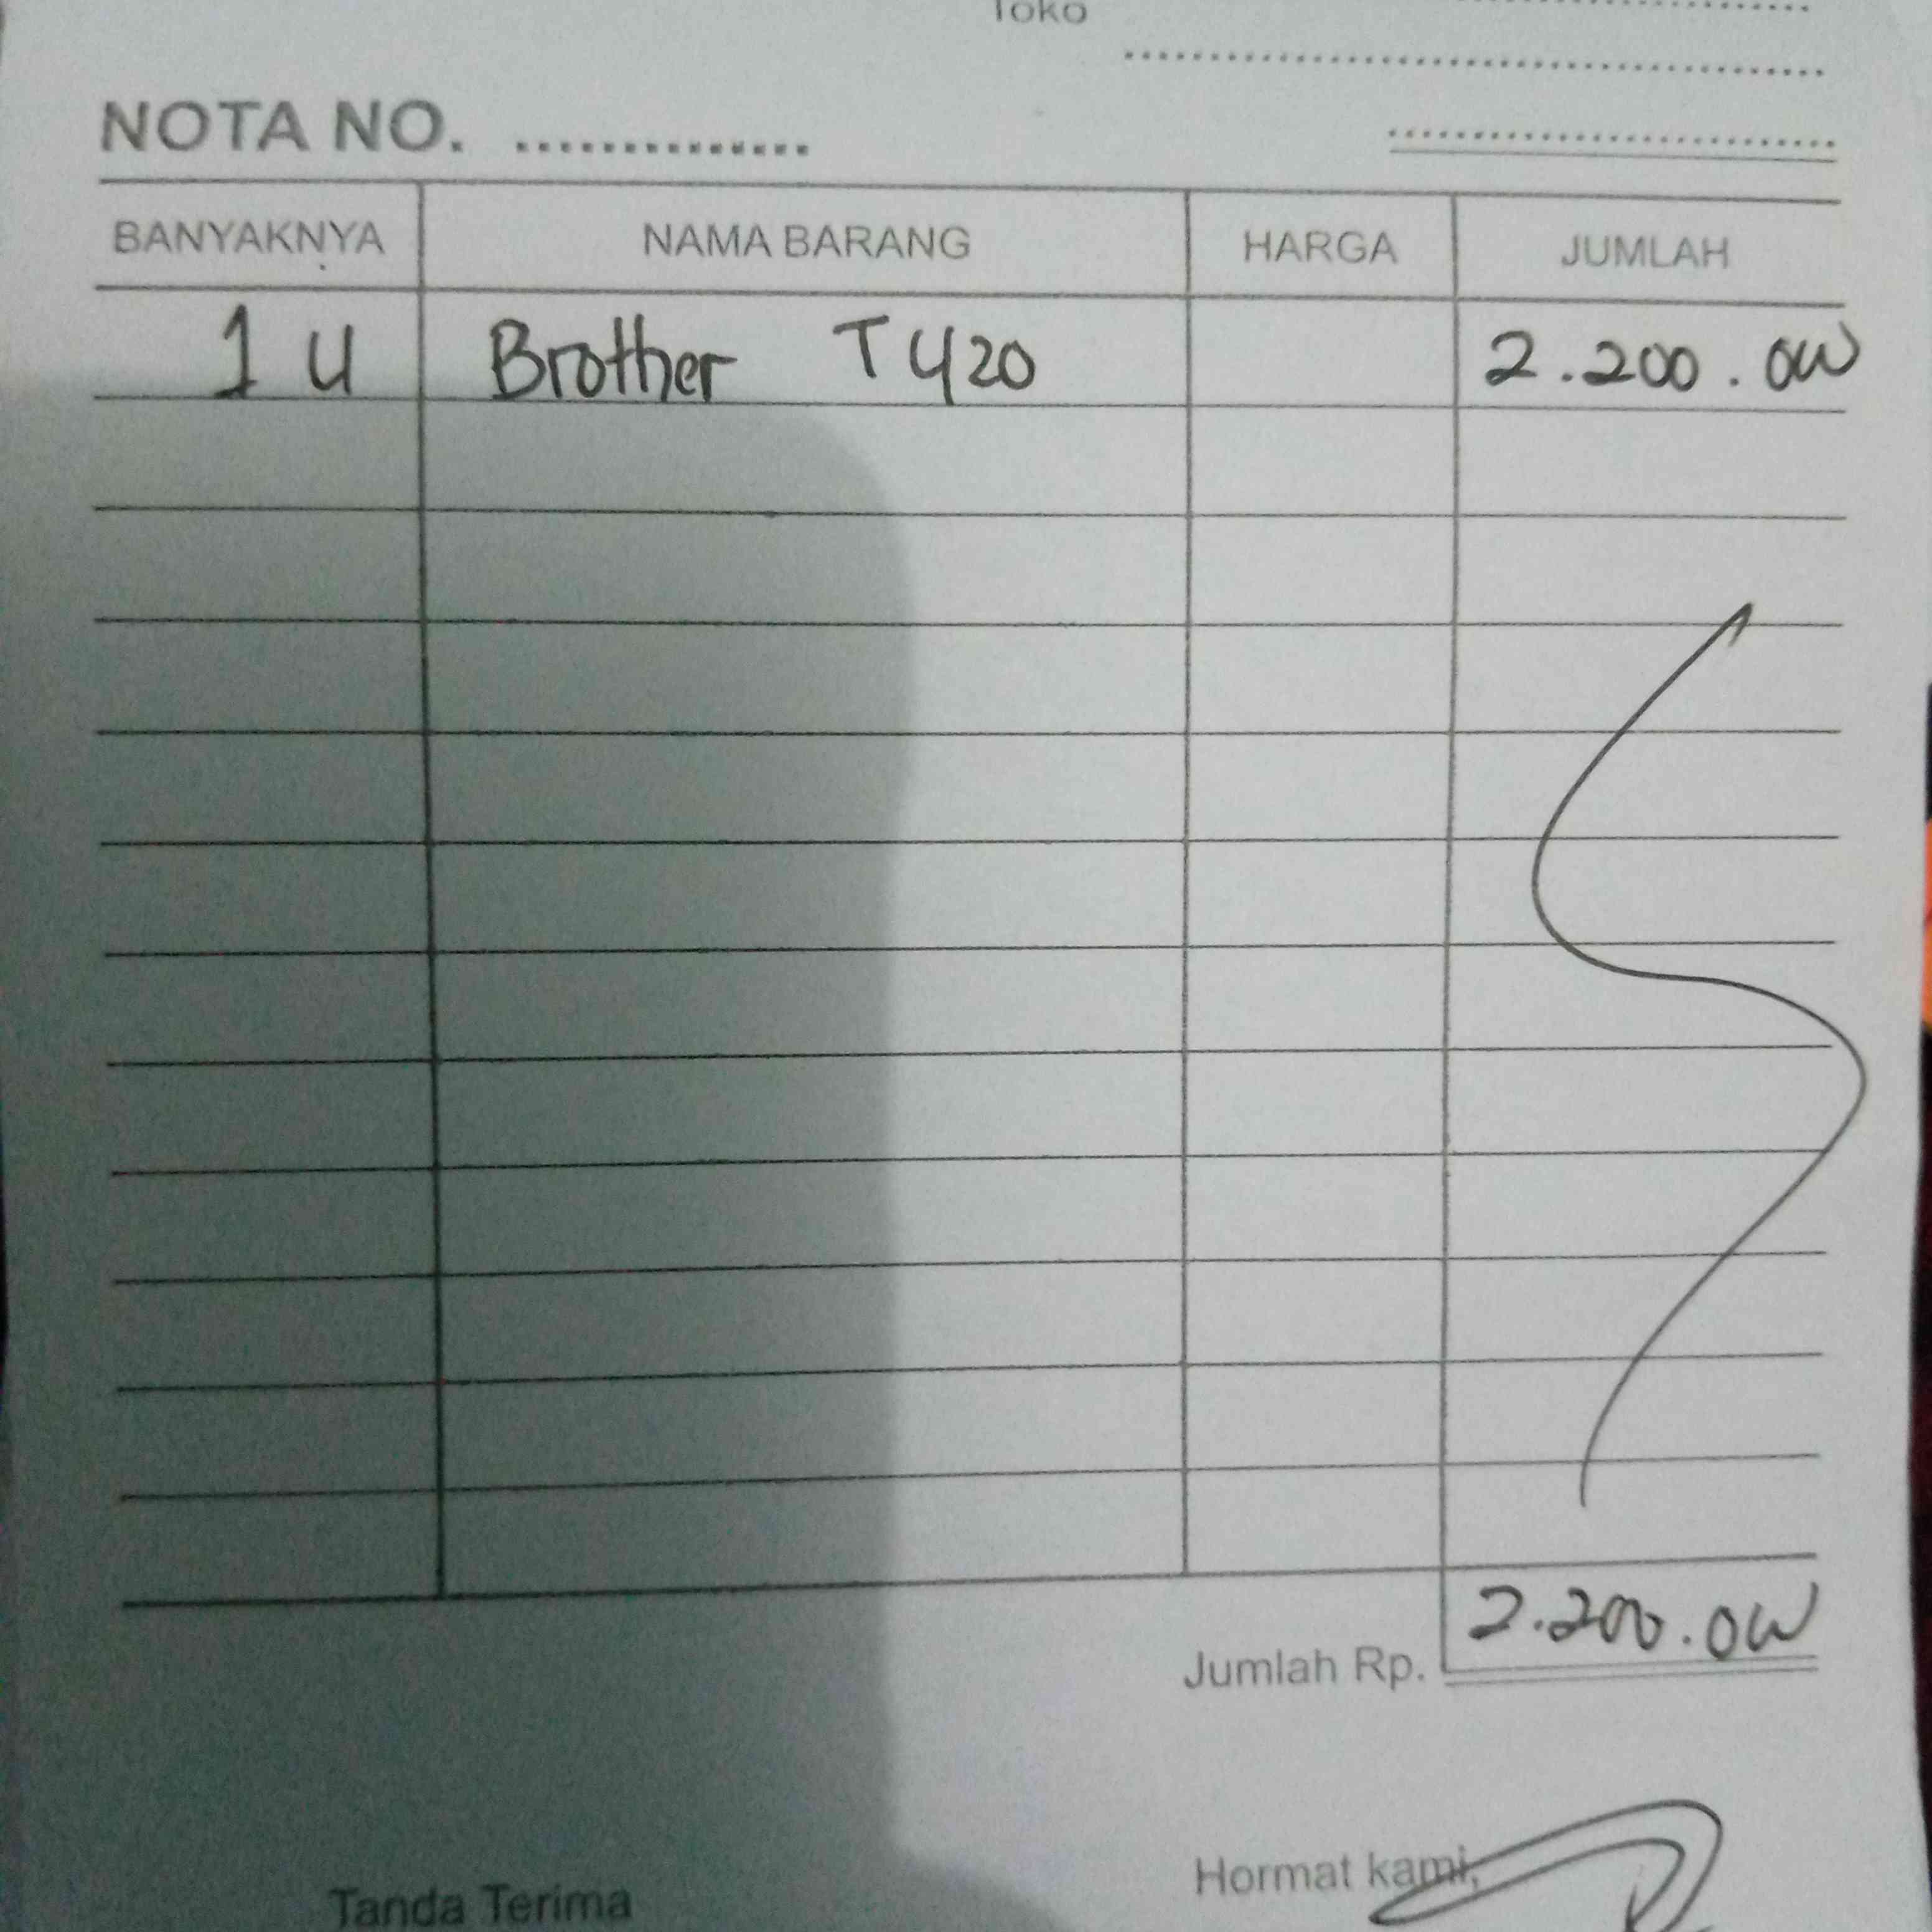 Toko
NOTA NO.
BANYAKNYA NAMA BARANG HARGA JUMLAH
1 U Brother T420 2.200.000
Jumlah Rp. 2.200.000
Hormat kami,
Tanda Terima